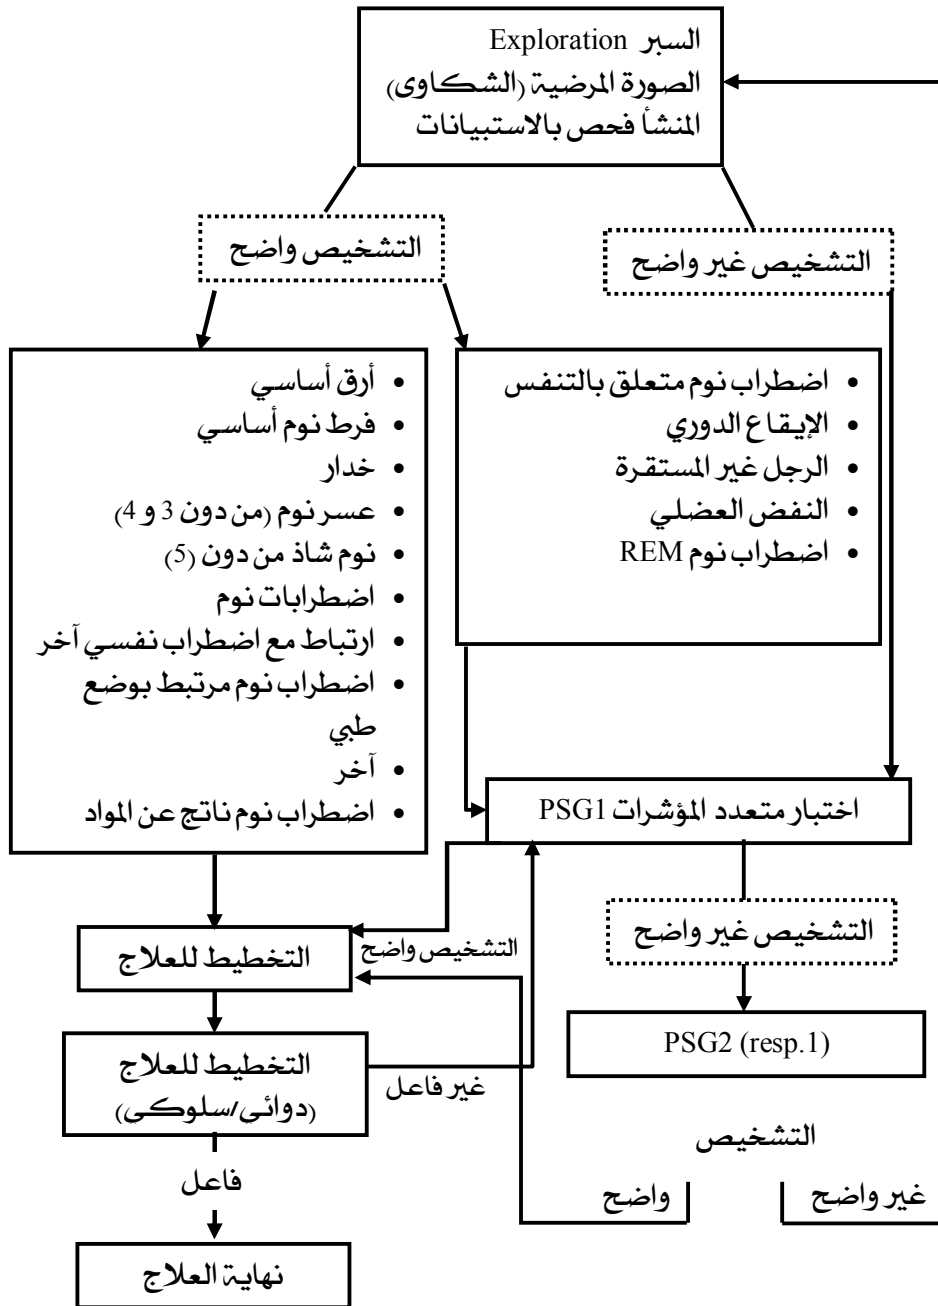 السبر Exploration
الصورة المرضية (الشكاوى)
المنشأ فحص بالاستبيانات
التشخيص واضح
التشخيص غير واضح
• اضطراب نوم متعلق بالتنفس
• الإيقاع الدوري
• الرجل غير المستقرة
• النفض العضلي
• اضطراب نوم REM
• أرق أساسي
• فرط نوم أساسي
• خدار
• عسر نوم (من دون 3 و 4)
• نوم شاذ من دون (5)
• اضطرابات نوم
• ارتباط مع اضطراب نفسي آخر
• اضطراب نوم مرتبط بوضع
طبي
• آخر
• اضطراب نوم ناتج عن المواد
اختبار متعدد المؤشرات PSG1
التشخيص غير واضح
التشخيص واضح
التخطيط للعلاج
PSG2 (resp.1)
التخطيط للعلاج
(دوائي/سلوكي)
غير فاعل
التشخيص
فاعل
غير واضح
واضح
نهاية العلاج